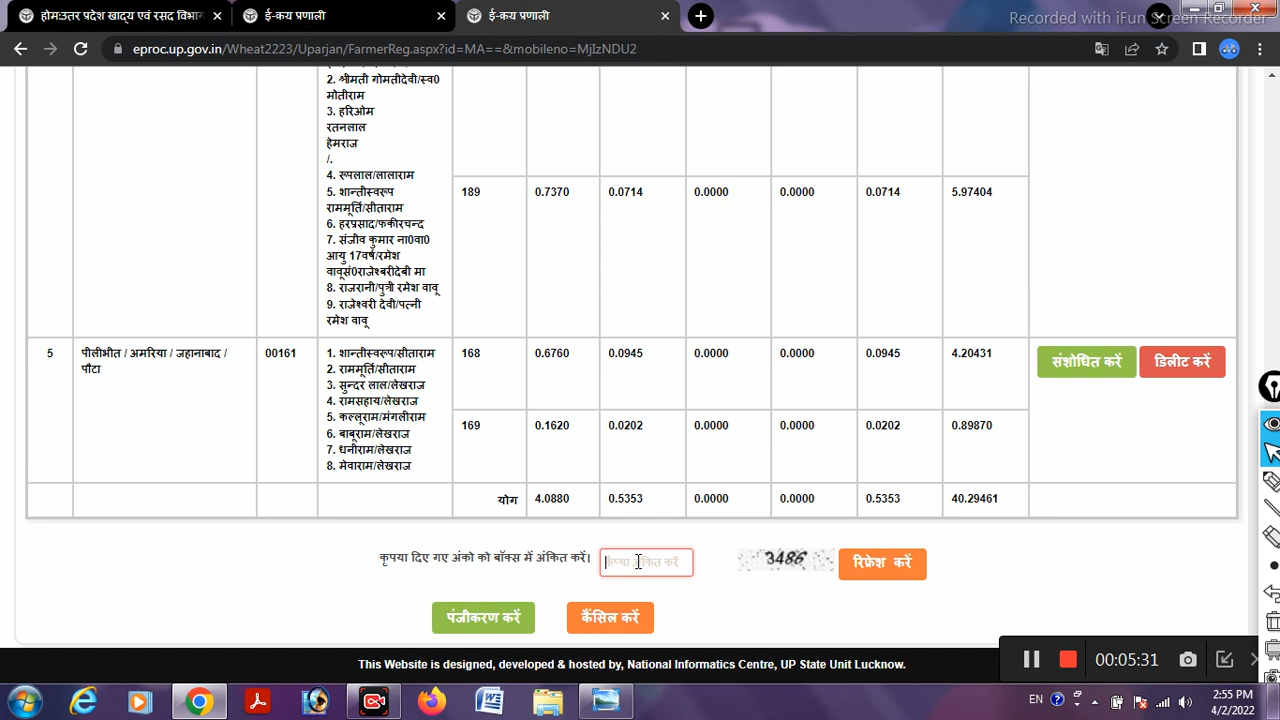 होम:उतर प्रदेश खाद्य एवं रसद विभाग
ई-क्रय प्रणाली
ई-क्रय प्रणाली
Recorded with iFun Screen Recorder
eproc.up.gov.in/Wheat2223/Uparjan/FarmerReg.aspx?id=MA==&mobileno=MjIzNDU2
2. श्रीमती गोमतीदेवी/स्व0
मोतीराम
3. हरिओम
रतनलाल
हेमराज
/.
4. रूपलाल/लालाराम
5. शान्तीस्वरूप
राममूर्ति/सीताराम
6. हरप्रसाद/फकीरचन्द
7. संजीव कुमार ना0वा0
आयु 17वर्ष/रमेश
वावूसं0राजेश्बरीदेबी मा
8. राजरानी/पुत्री रमेश वावू
9. राजेश्वरी देवी/पत्नी
रमेश वावू
189 0.7370 0.0714 0.0000 0.0000 0.0714 5.97404
5 पीलीभीत / अमरिया / जहानाबाद /
पौटा
00161
1. शान्तीस्वरूप/सीताराम
2. राममूर्ति/सीताराम
3. सुन्दर लाल/लेखराज
4. रामसहाय/लेखराज
5. कल्लूराम/मंगलीराम
6. बाबूराम/लेखराज
7. धनीराम/लेखराज
8. मेवाराम/लेखराज
168 0.6760 0.0945 0.0000 0.0000 0.0945 4.20431
संशोधित करें डिलीट करें
169 0.1620 0.0202 0.0000 0.0000 0.0202 0.89870
योग 4.0880 0.5353 0.0000 0.0000 0.5353 40.29461
कृपया दिए गए अंको को बॉक्स में अंकित करें। 3486 रिफ्रेश करें
पंजीकरण करें कैंसिल करें
This Website is designed, developed & hosted by, National Informatics Centre, UP State Unit Lucknow.
00:05:31
EN
2:55 PM
4/2/2022